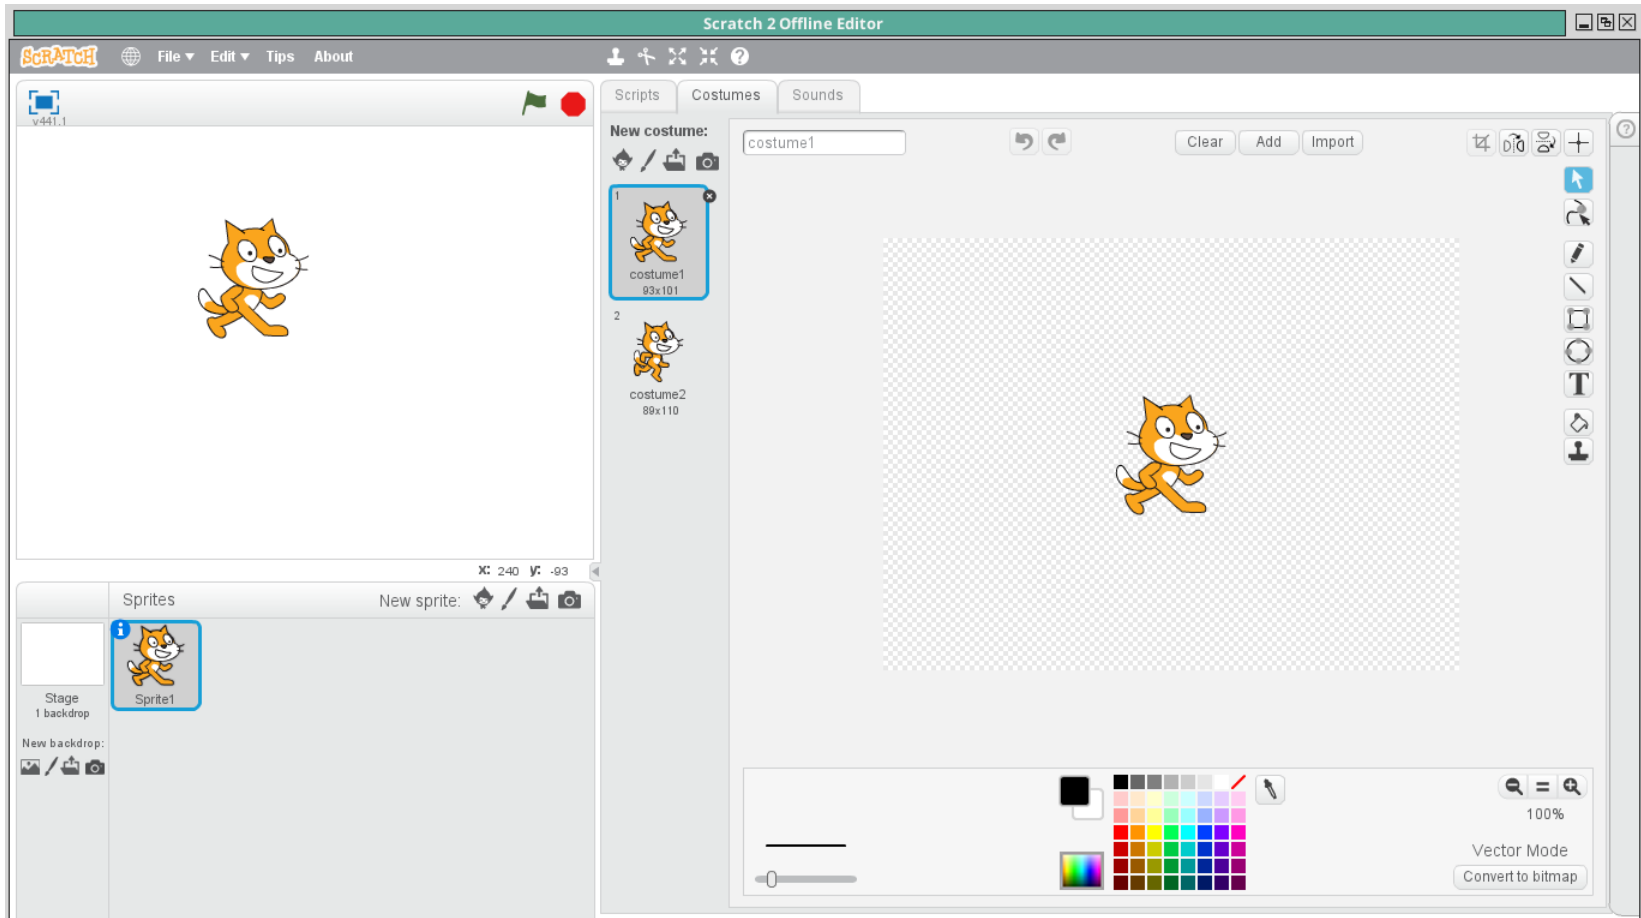 Scratch 2 Offline Editor
SCRATCH File Edit Tips About
v441.1
Scripts Costumes Sounds
New costume:
costume1
Clear Add Import
1
costume1
93x101
2
costume2
89x110
T
X: 240 y: -93
Sprites New sprite:
Stage
1 backdrop
New backdrop:
Sprite1
100%
Vector Mode
Convert to bitmap